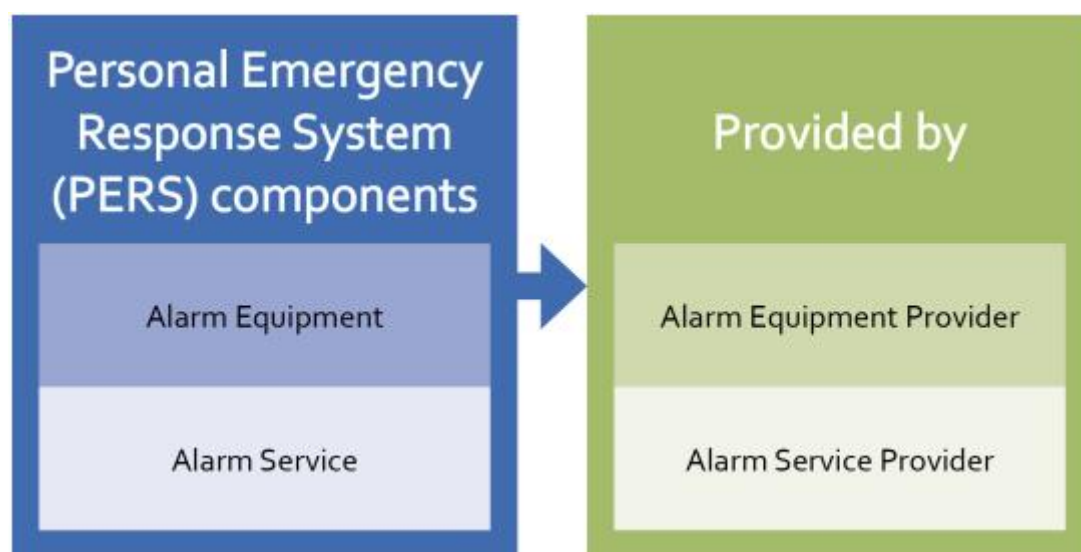 Personal Emergency
Response System
(PERS) components
Alarm Equipment
Alarm Service
Provided by
Alarm Equipment Provider
Alarm Service Provider